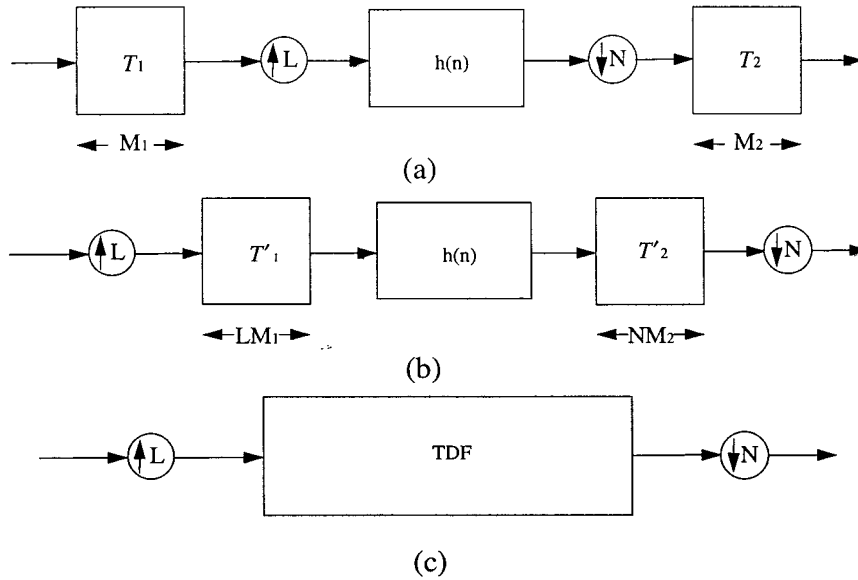 T1 ↑L h(n) ↓N T2
M1 M2
(a)
↑L T′1 h(n) T′2 ↓N
LM1 NM2
(b)
↑L TDF ↓N
(c)